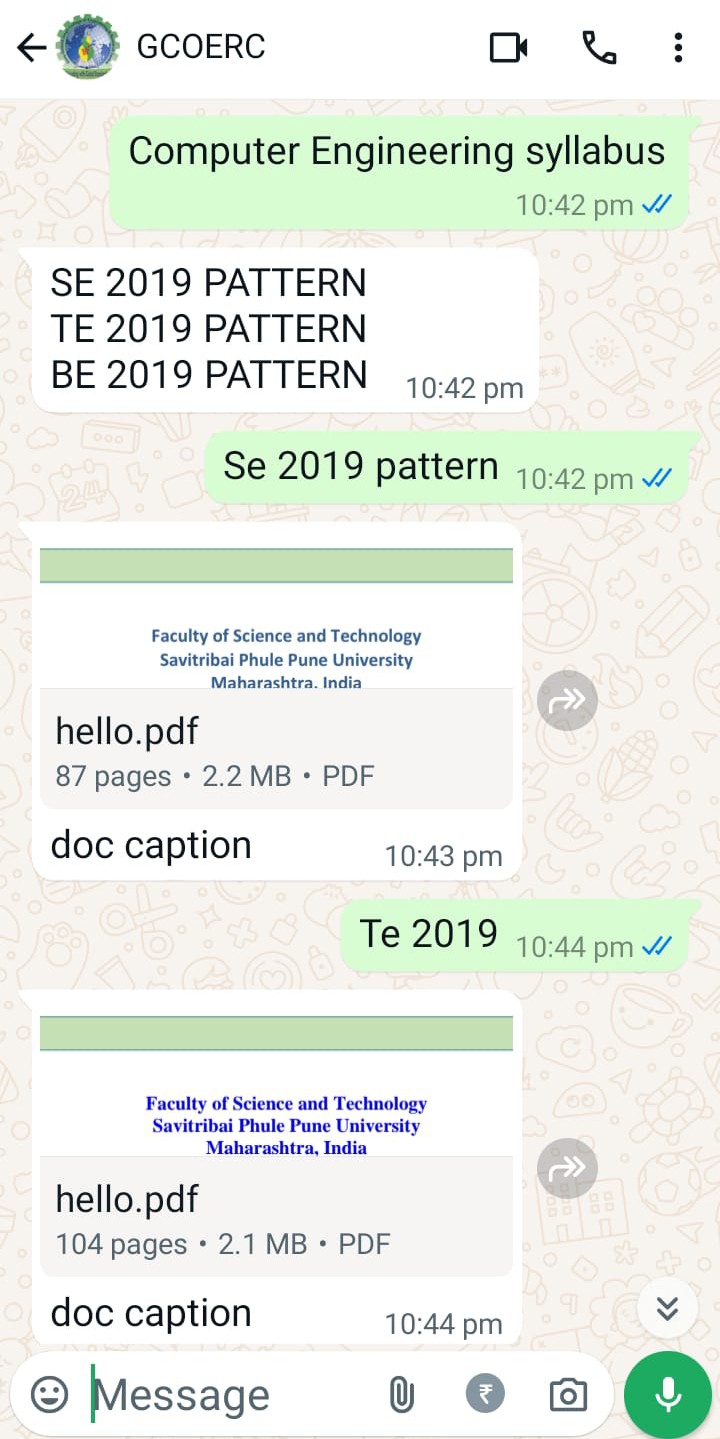 GCOERC
Computer Engineering syllabus
10:42 pm
SE 2019 PATTERN
TE 2019 PATTERN
BE 2019 PATTERN
10:42 pm
Se 2019 pattern 10:42 pm
Faculty of Science and Technology
Savitribai Phule Pune University
Maharashtra, India
hello.pdf
87 pages • 2.2 MB • PDF
doc caption 10:43 pm
Te 2019 10:44 pm
Faculty of Science and Technology
Savitribai Phule Pune University
Maharashtra, India
hello.pdf
104 pages • 2.1 MB • PDF
doc caption 10:44 pm
Message